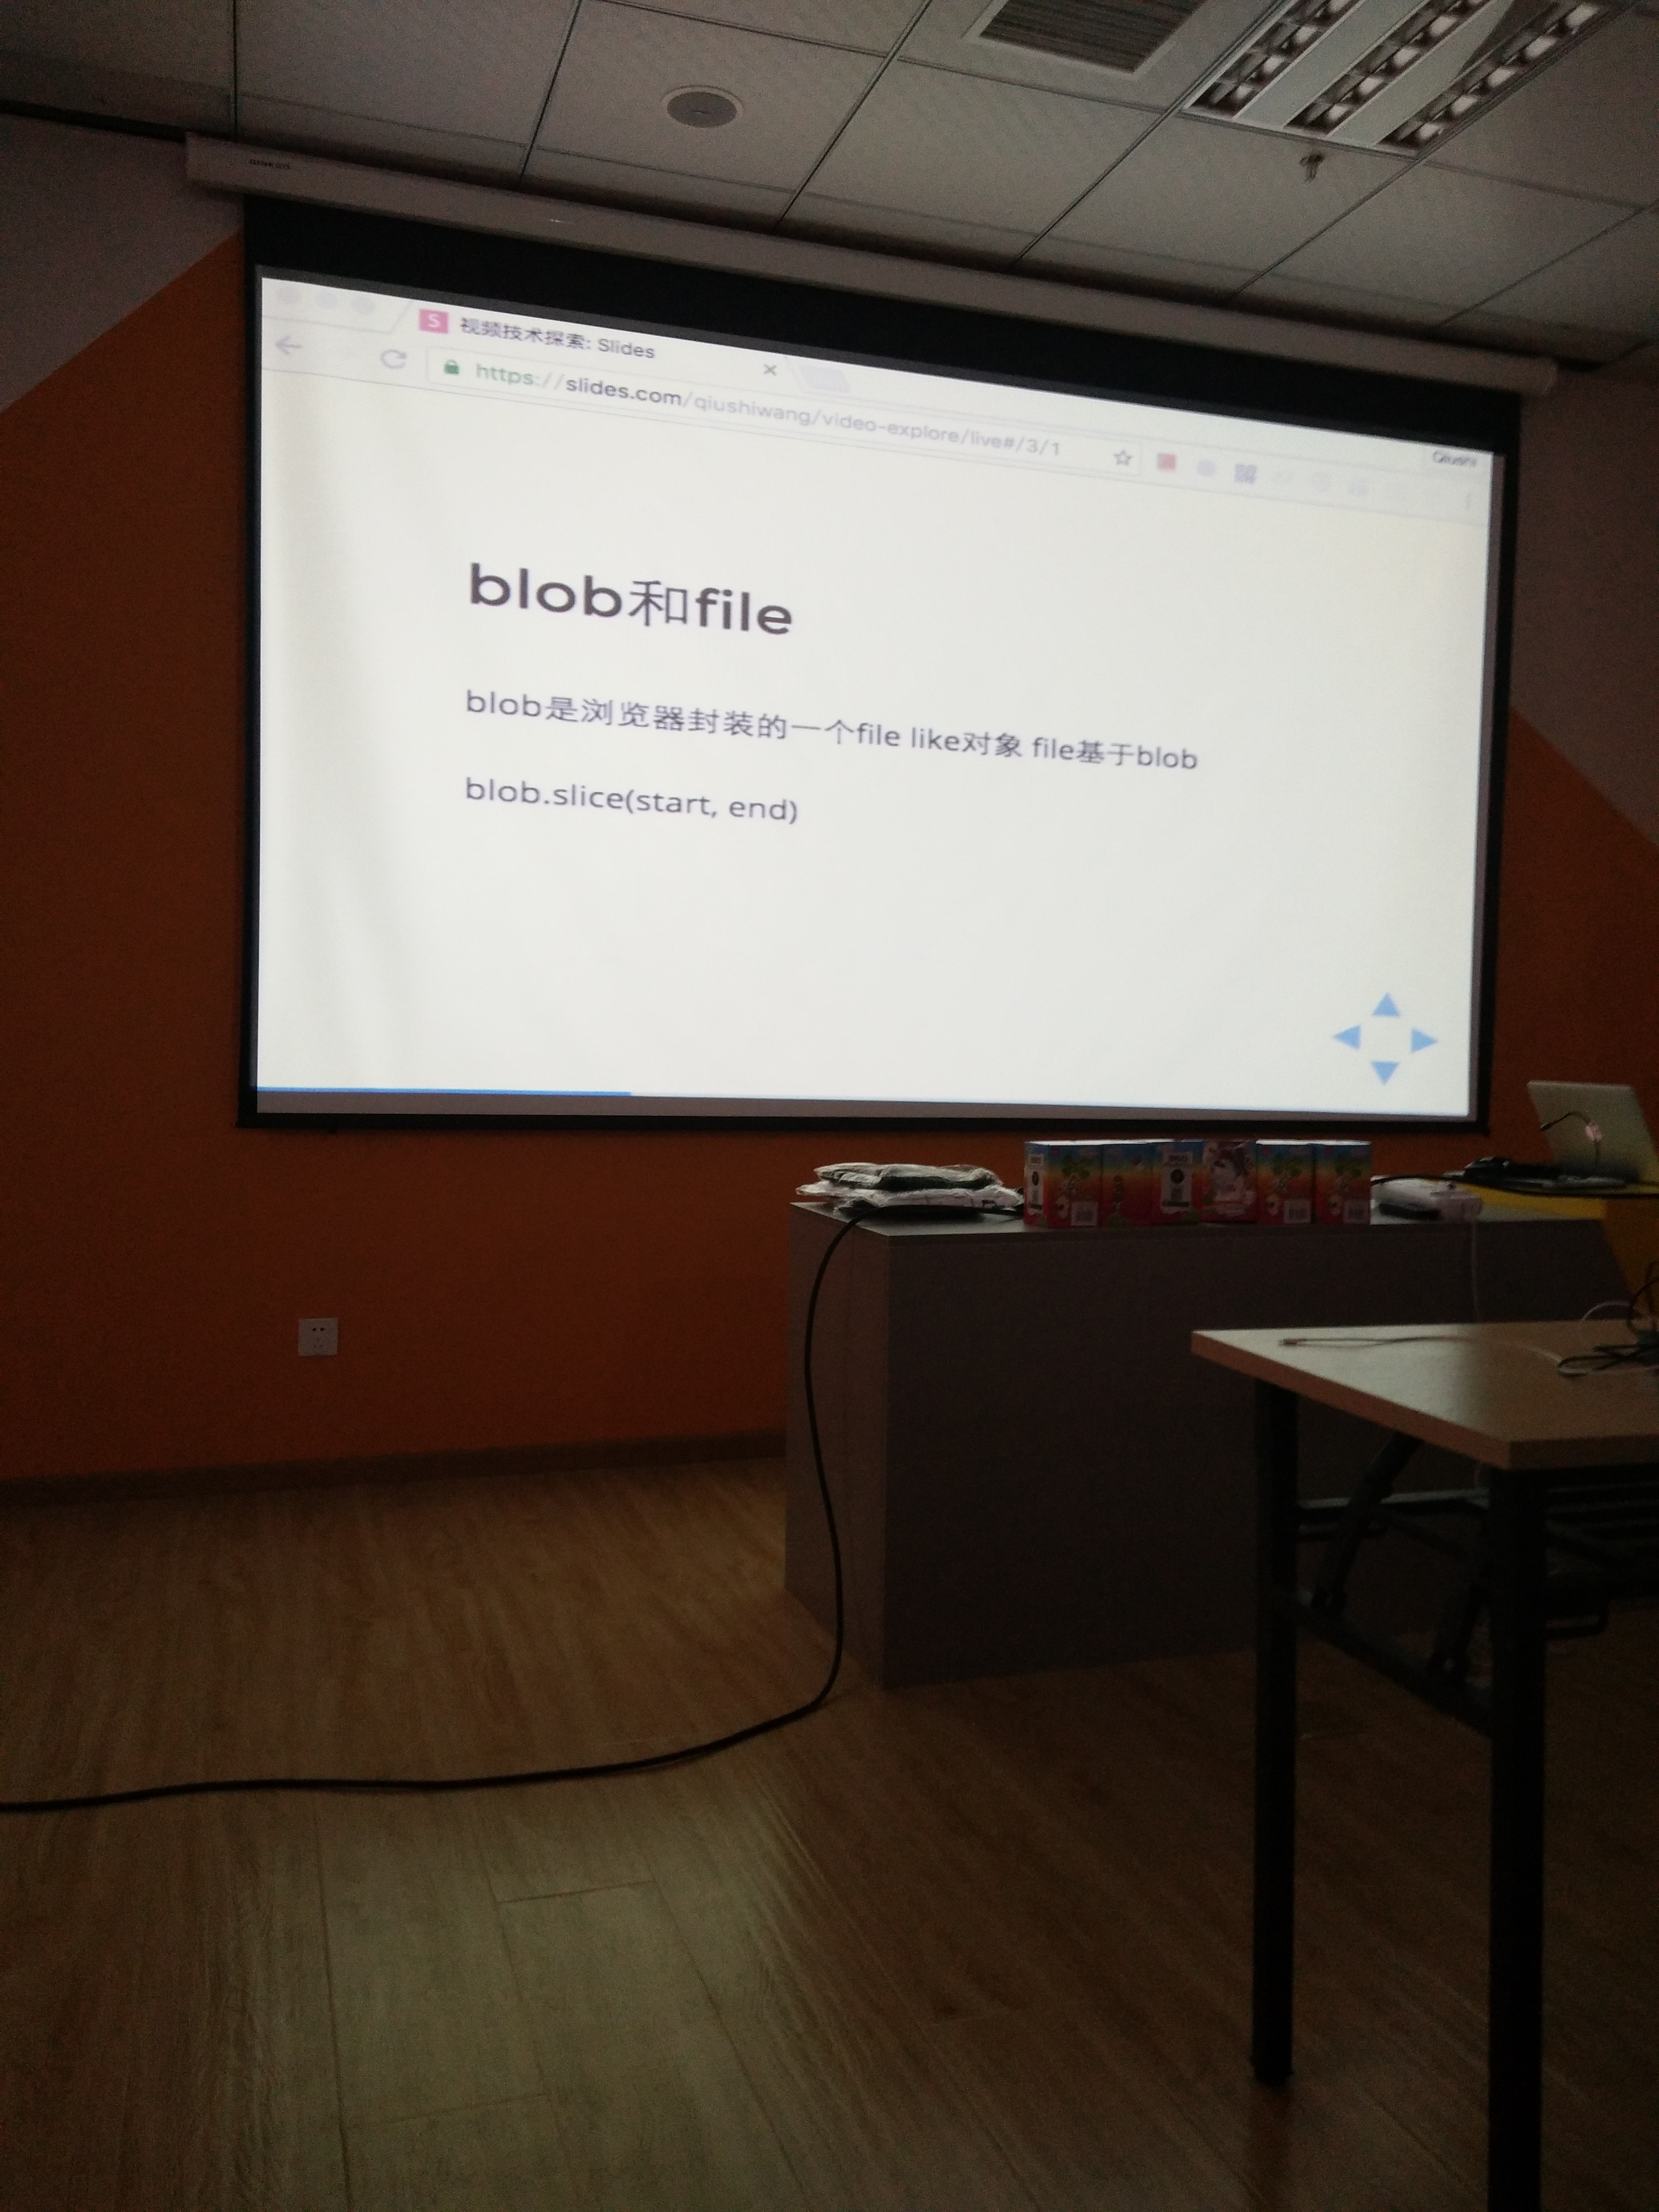 视频技术探索: Slides
https://slides.com/qiushiwang/video-explore/live#/3/1
Qiushi
blob和file
blob是浏览器封装的一个file like对象 file基于blob
blob.slice(start, end)